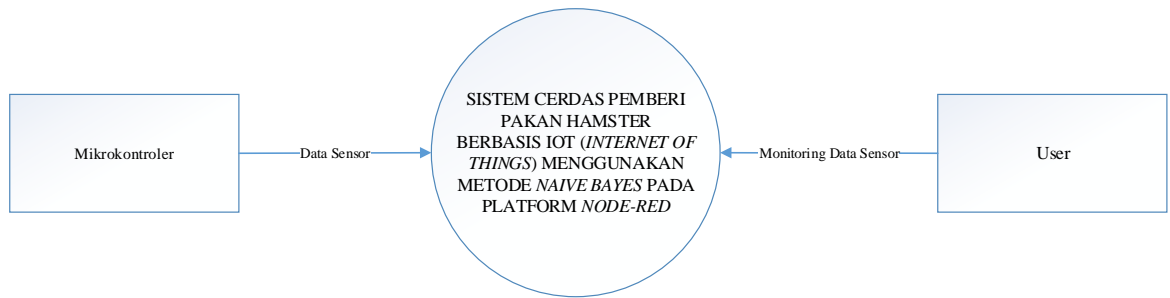 Mikrokontroler
Data Sensor
SISTEM CERDAS PEMBERI
PAKAN HAMSTER
BERBASIS IOT (INTERNET OF
THINGS) MENGGUNAKAN
METODE NAIVE BAYES PADA
PLATFORM NODE-RED
Monitoring Data Sensor
User